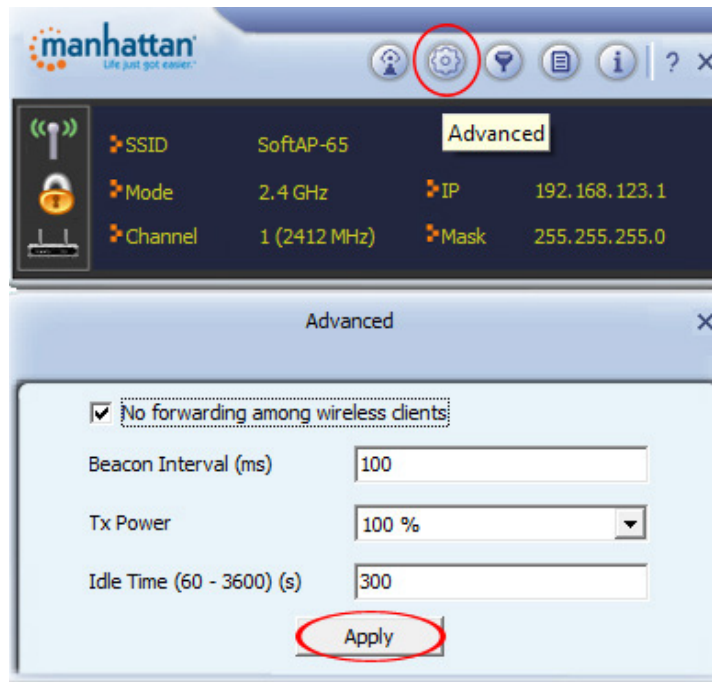 manhattan
Life just got easier.
i ? ×
Advanced
SSID SoftAP-65
Mode 2.4 GHz IP 192.168.123.1
Channel 1 (2412 MHz) Mask 255.255.255.0
Advanced ×
No forwarding among wireless clients
Beacon Interval (ms) 100
Tx Power 100 %
Idle Time (60 - 3600) (s) 300
Apply